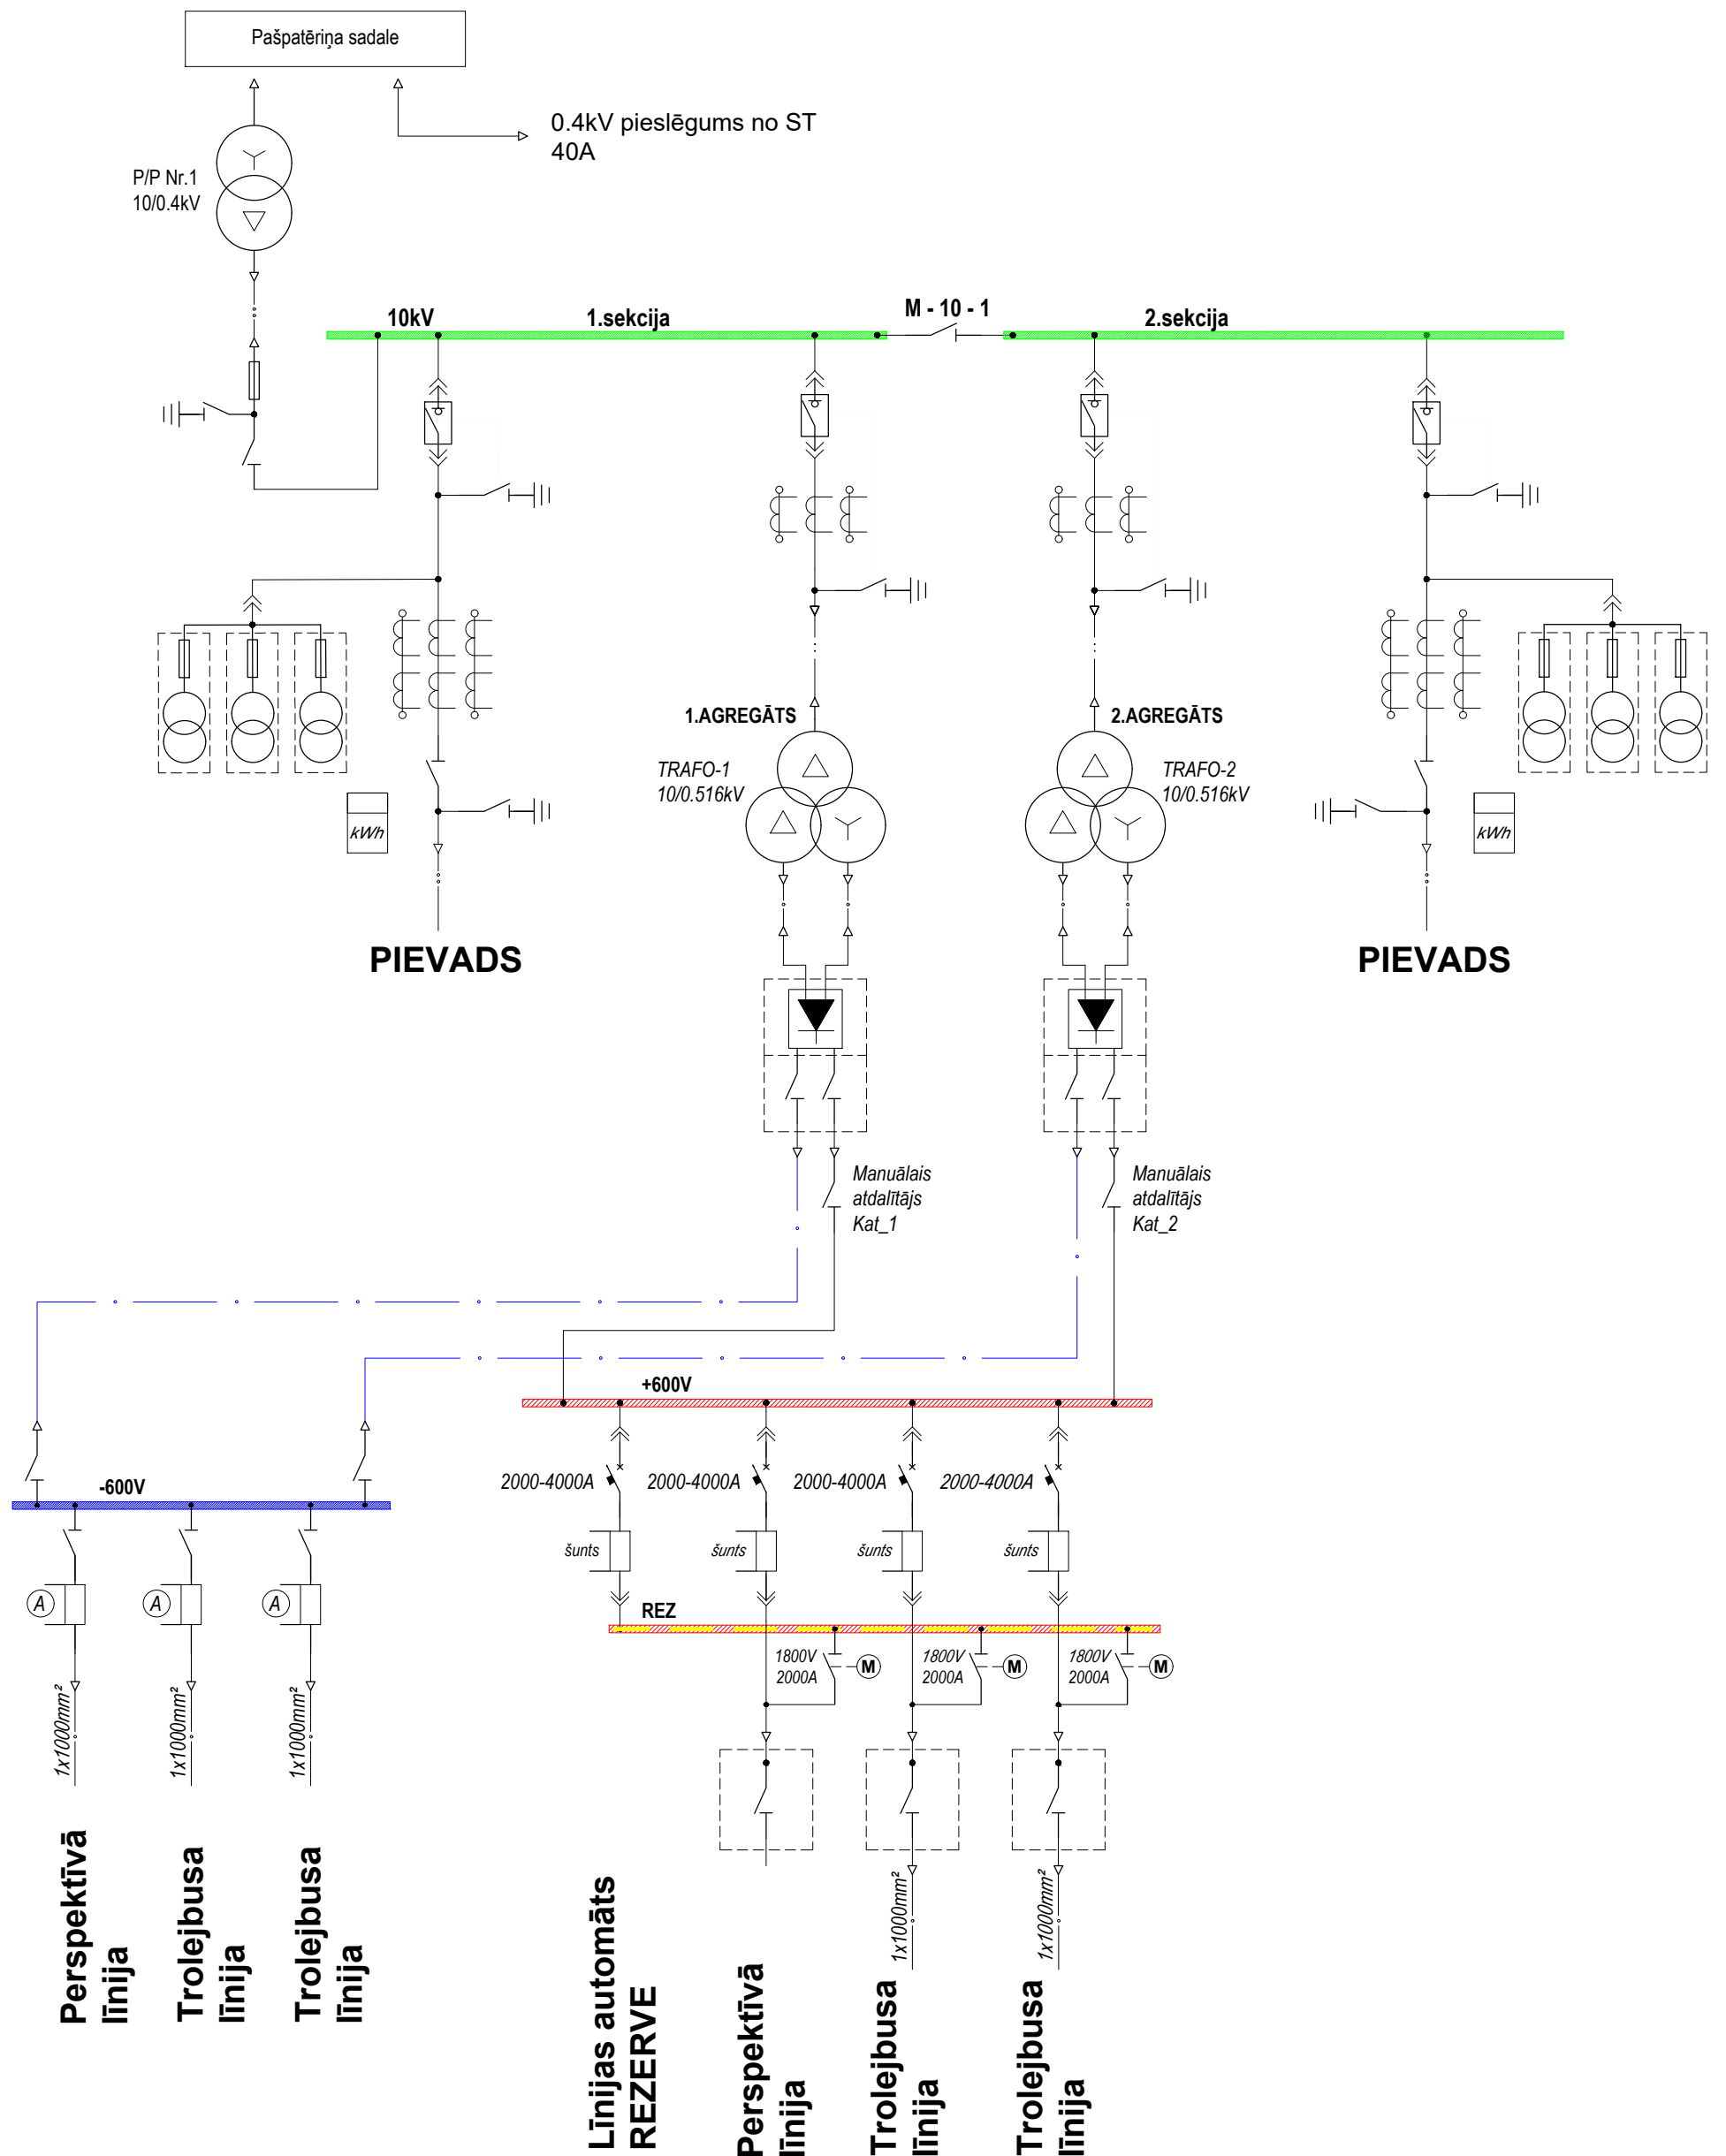 Pašpatēriņa sadale
0.4kV pieslēgums no ST
40A
P/P Nr.1
10/0.4kV
10kV
1.sekcija
M - 10 - 1
2.sekcija
1.AGREGĀTS
2.AGREGĀTS
TRAFO-1
10/0.516kV
TRAFO-2
10/0.516kV
kWh
kWh
PIEVADS
PIEVADS
Manuālais
atdalītājs
Kat_1
Manuālais
atdalītājs
Kat_2
+600V
-600V
2000-4000A
2000-4000A
2000-4000A
2000-4000A
šunts
šunts
šunts
šunts
A
A
A
REZ
1800V
2000A
M
1800V
2000A
M
1800V
2000A
M
1x1000mm²
1x1000mm²
1x1000mm²
Perspektīvā
līnija
Trolejbusa
līnija
Trolejbusa
līnija
1x1000mm²
1x1000mm²
Līnijas automāts
REZERVE
Perspektīvā
līnija
Trolejbusa
līnija
Trolejbusa
līnija